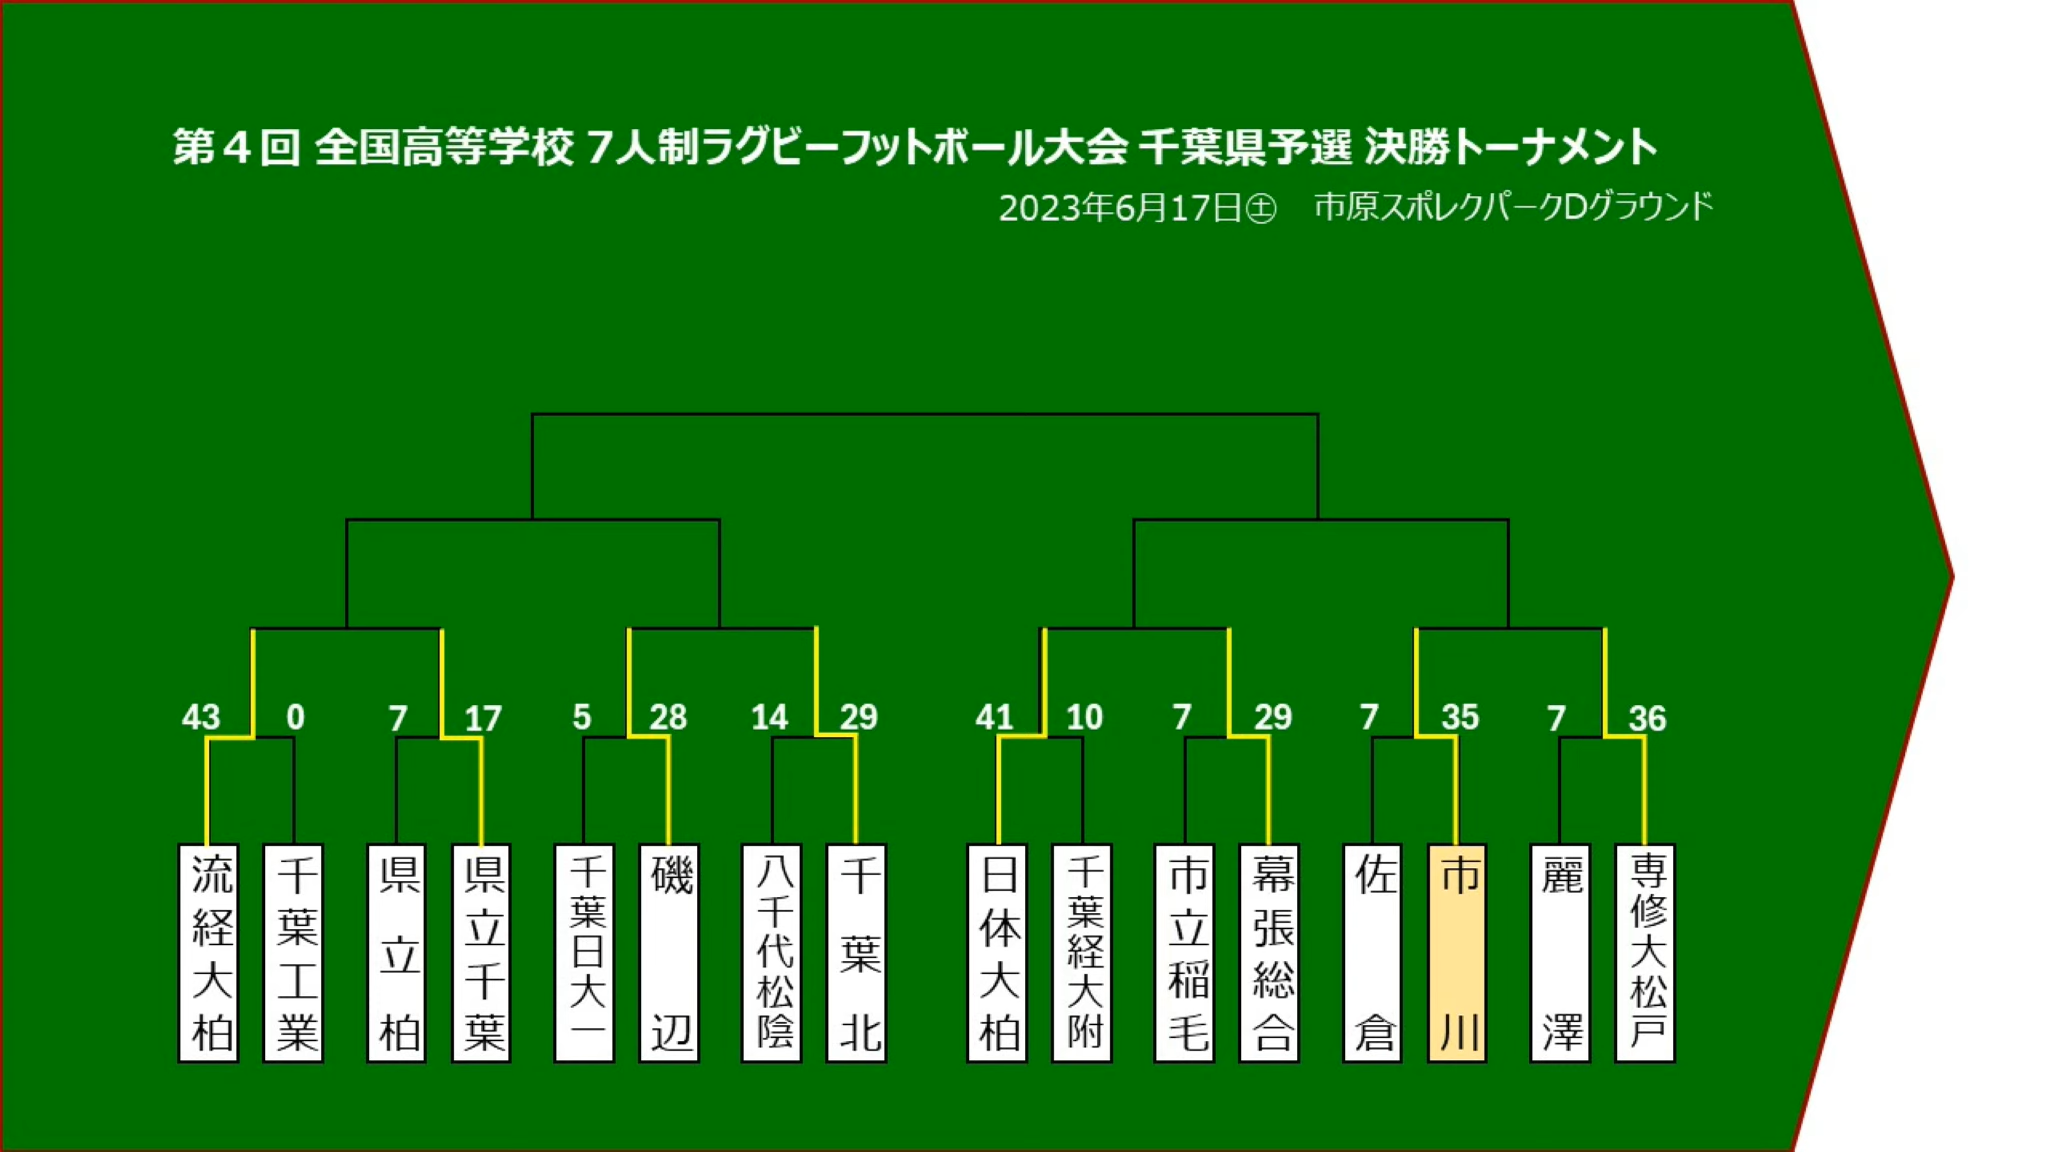 第４回 全国高等学校 7人制ラグビーフットボール大会 千葉県予選 決勝トーナメント
2023年6月17日㊏　市原スポレクパークDグラウンド
43 0 7 17 5 28 14 29 41 10 7 29 7 35 7 36
流経大柏
千葉工業
県立柏
県立千葉
千葉日大一
磯辺
八千代松陰
千葉北
日体大柏
千葉経大附
市立稲毛
幕張総合
佐倉
市川
麗澤
専修大松戸